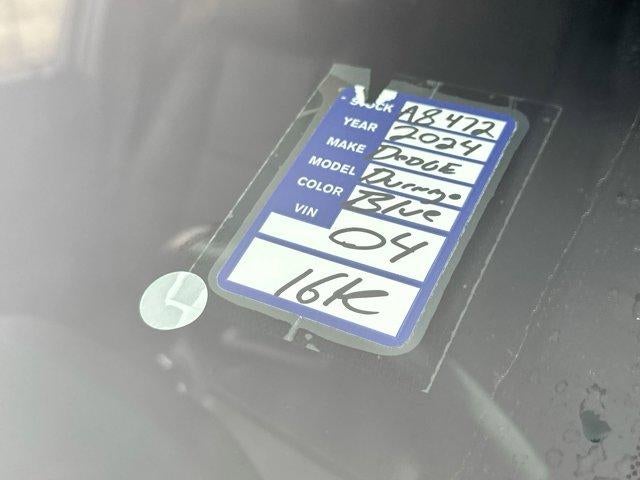 STOCK A8472
YEAR 2024
MAKE DODGE
MODEL Durango
COLOR Blue
VIN 04
16K